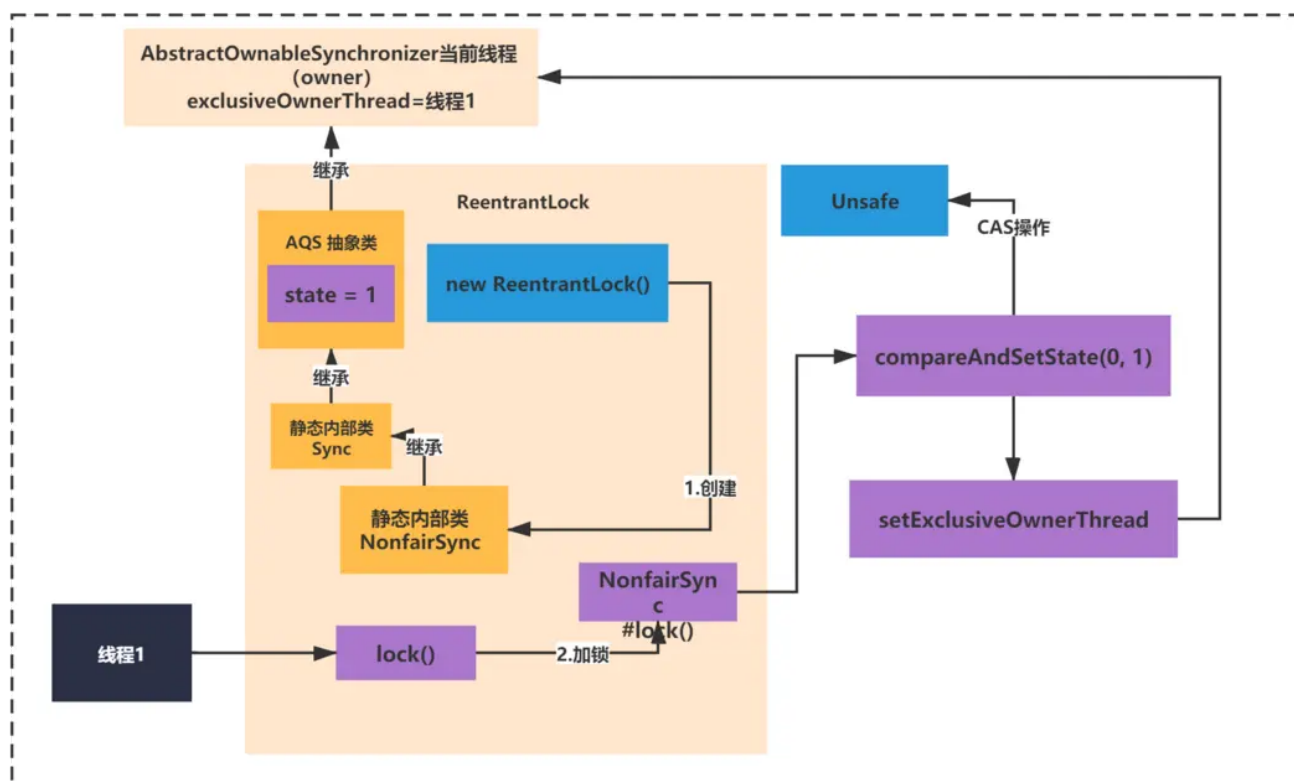 AbstractOwnableSynchronizer当前线程
（owner）
exclusiveOwnerThread=线程1
继承
ReentrantLock
Unsafe
CAS操作
AQS 抽象类
state = 1
new ReentrantLock()
compareAndSetState(0, 1)
继承
静态内部类
Sync
继承
1.创建
静态内部类
NonfairSync
setExclusiveOwnerThread
NonfairSyn
c
#lock()
线程1
lock()
2.加锁